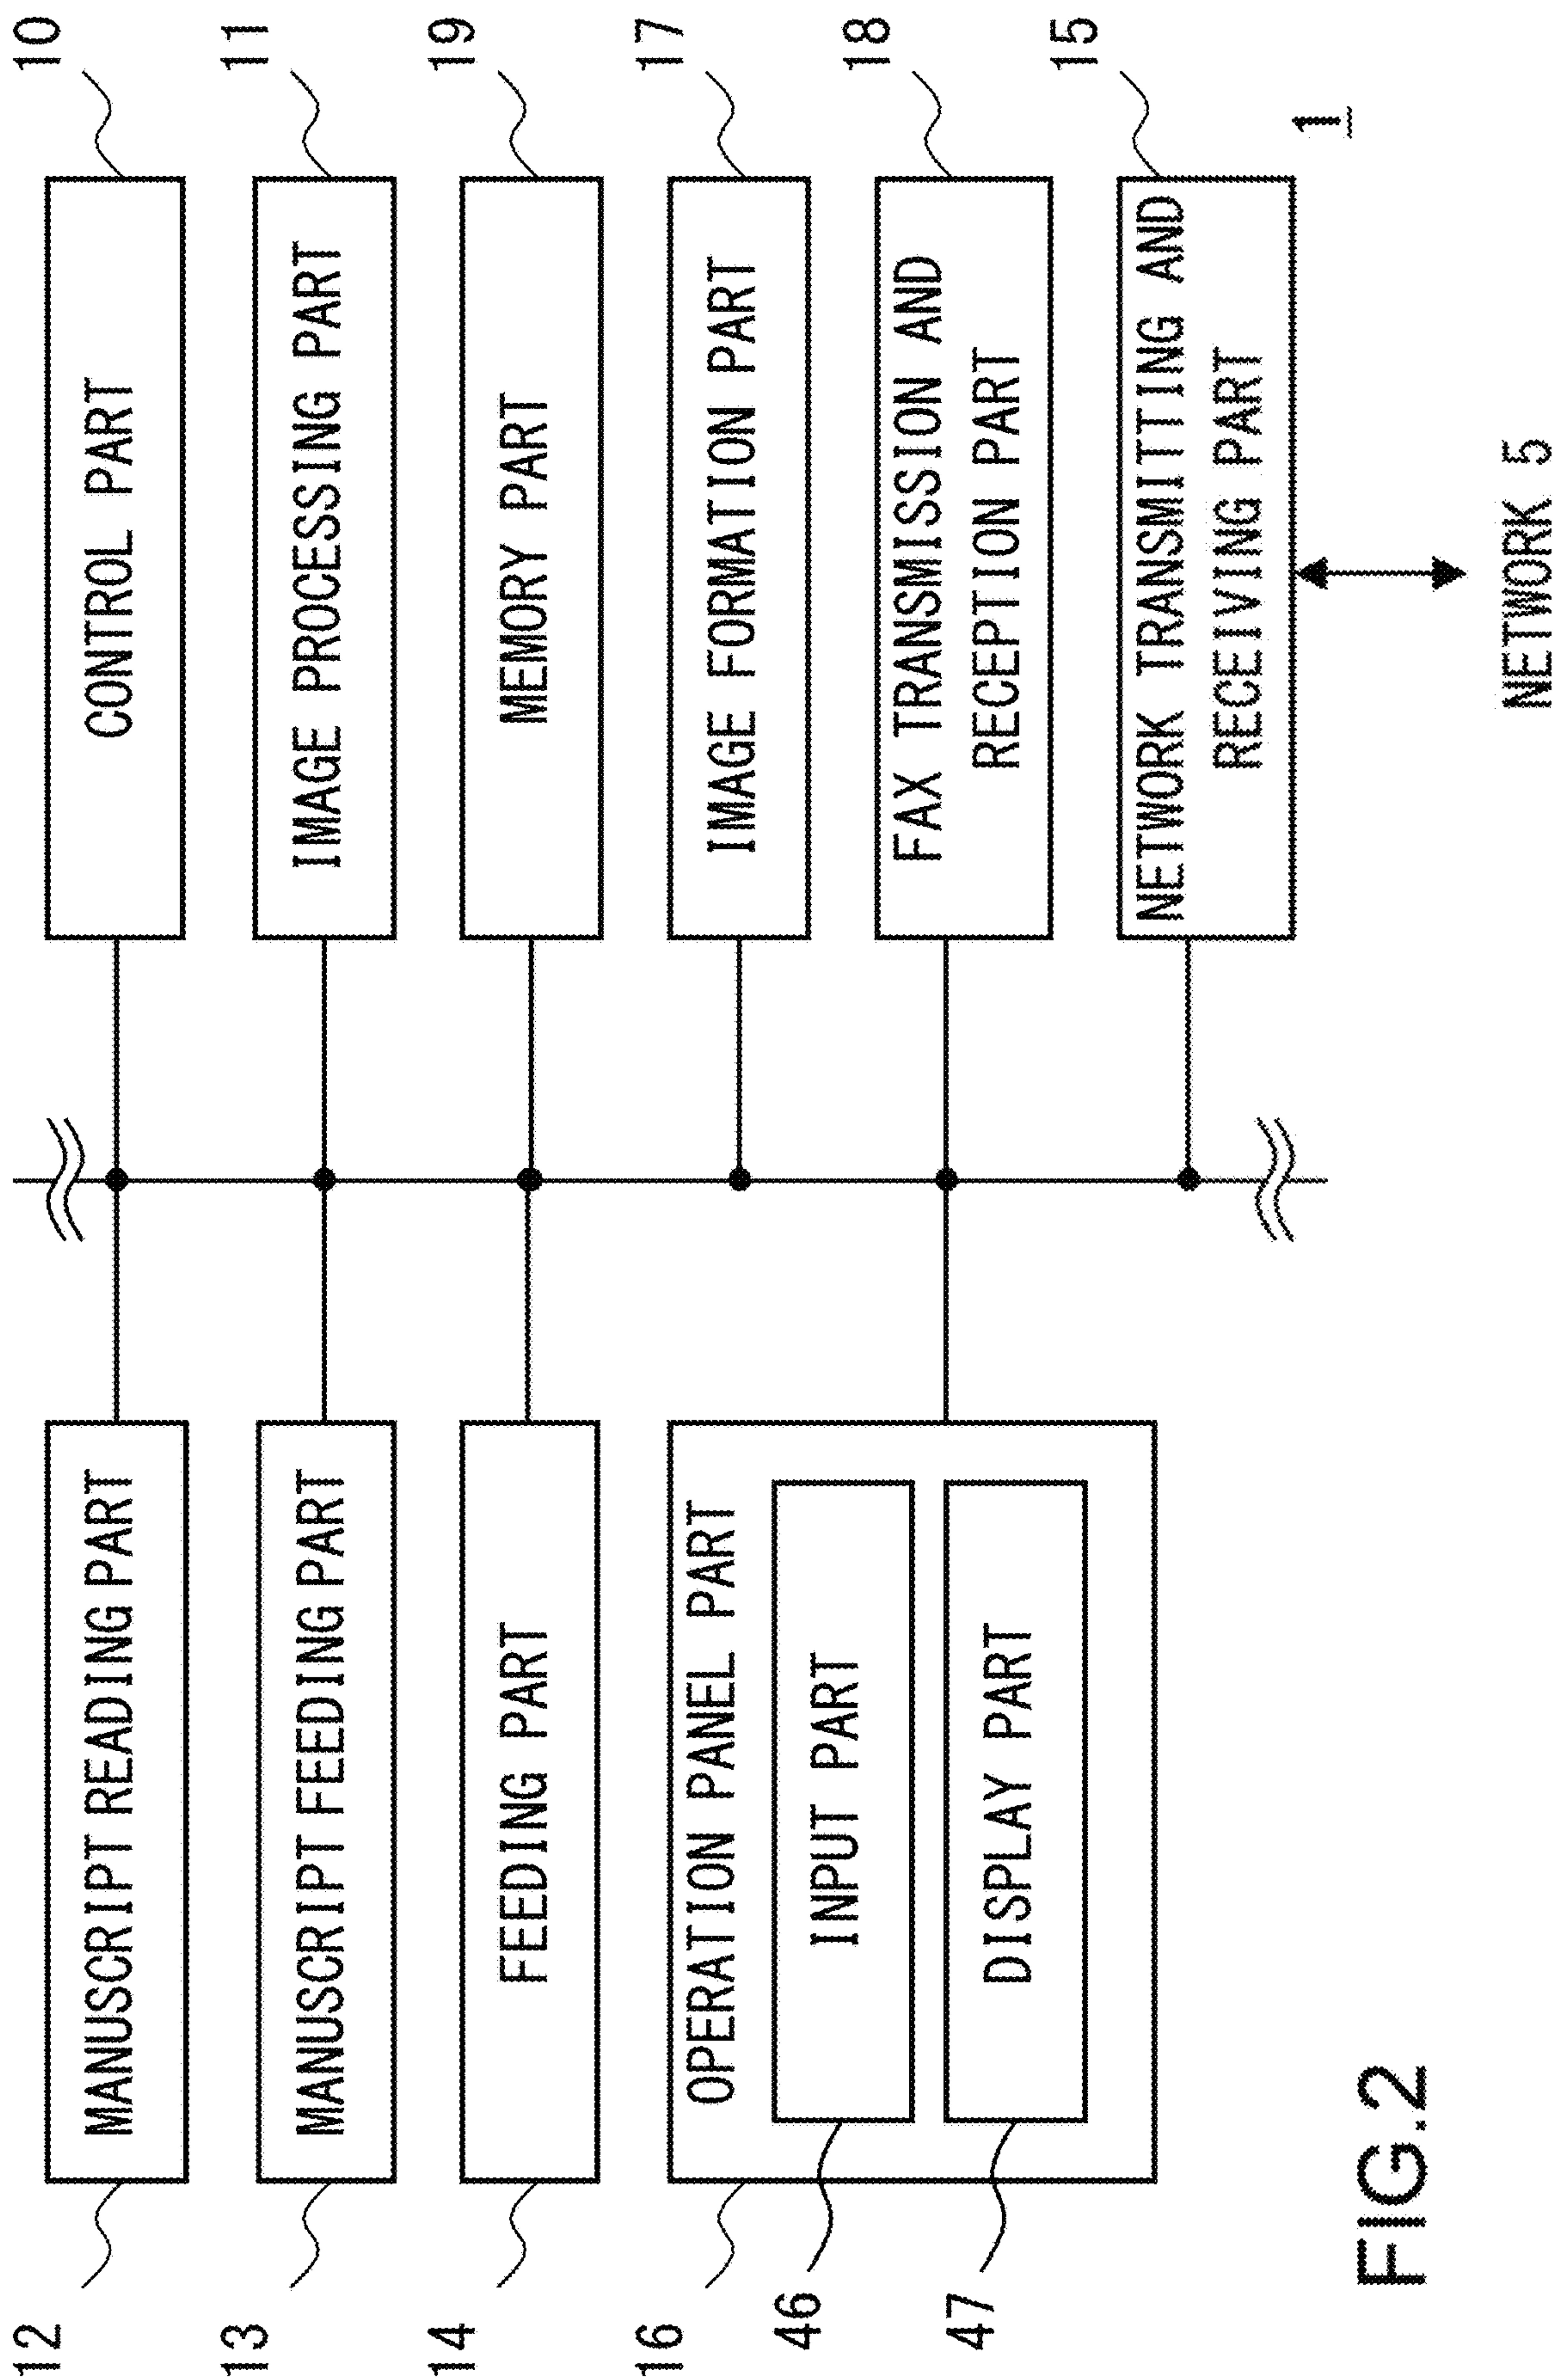 12
MANUSCRIPT READING PART
CONTROL PART
10
13
MANUSCRIPT FEEDING PART
IMAGE PROCESSING PART
11
14
FEEDING PART
MEMORY PART
19
16
OPERATION PANEL PART
IMAGE FORMATION PART
17
46
INPUT PART
FAX TRANSMISSION AND
RECEPTION PART
18
47
DISPLAY PART
NETWORK TRANSMITTING AND
RECEIVING PART
15
1
NETWORK 5
FIG.2